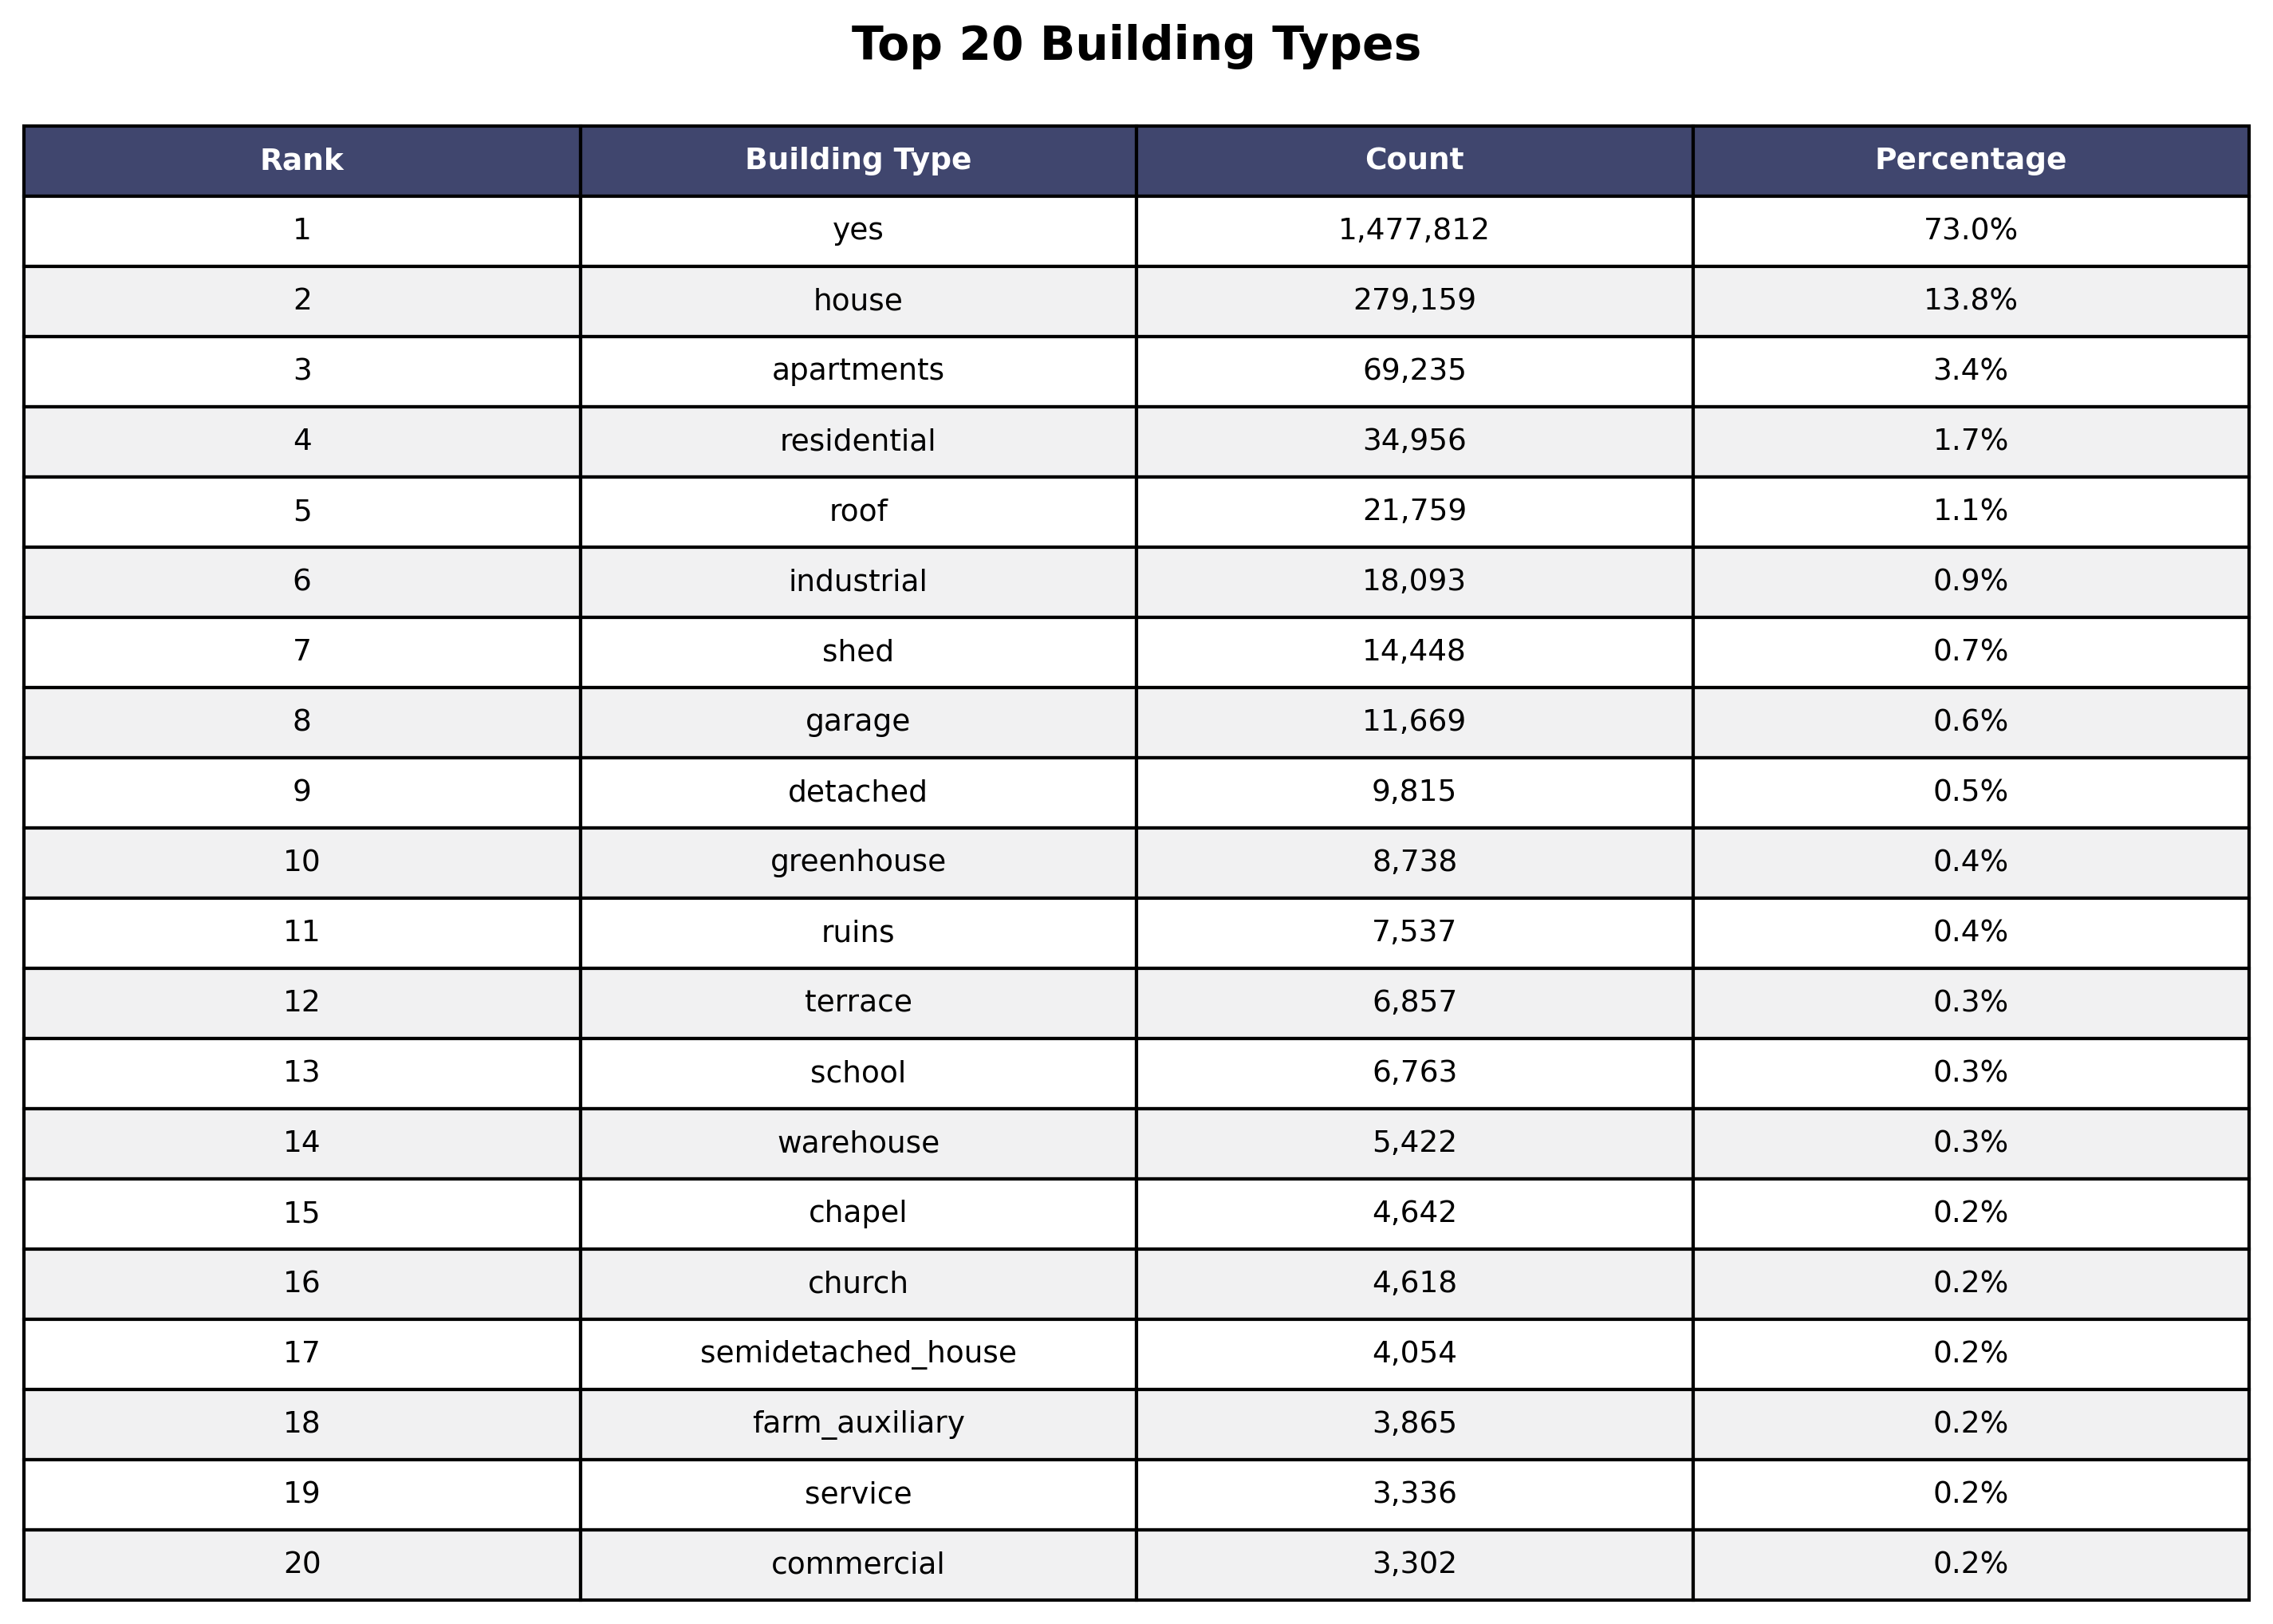 Top 20 Building Types
Rank Building Type Count Percentage
1 yes 1,477,812 73.0%
2 house 279,159 13.8%
3 apartments 69,235 3.4%
4 residential 34,956 1.7%
5 roof 21,759 1.1%
6 industrial 18,093 0.9%
7 shed 14,448 0.7%
8 garage 11,669 0.6%
9 detached 9,815 0.5%
10 greenhouse 8,738 0.4%
11 ruins 7,537 0.4%
12 terrace 6,857 0.3%
13 school 6,763 0.3%
14 warehouse 5,422 0.3%
15 chapel 4,642 0.2%
16 church 4,618 0.2%
17 semidetached_house 4,054 0.2%
18 farm_auxiliary 3,865 0.2%
19 service 3,336 0.2%
20 commercial 3,302 0.2%